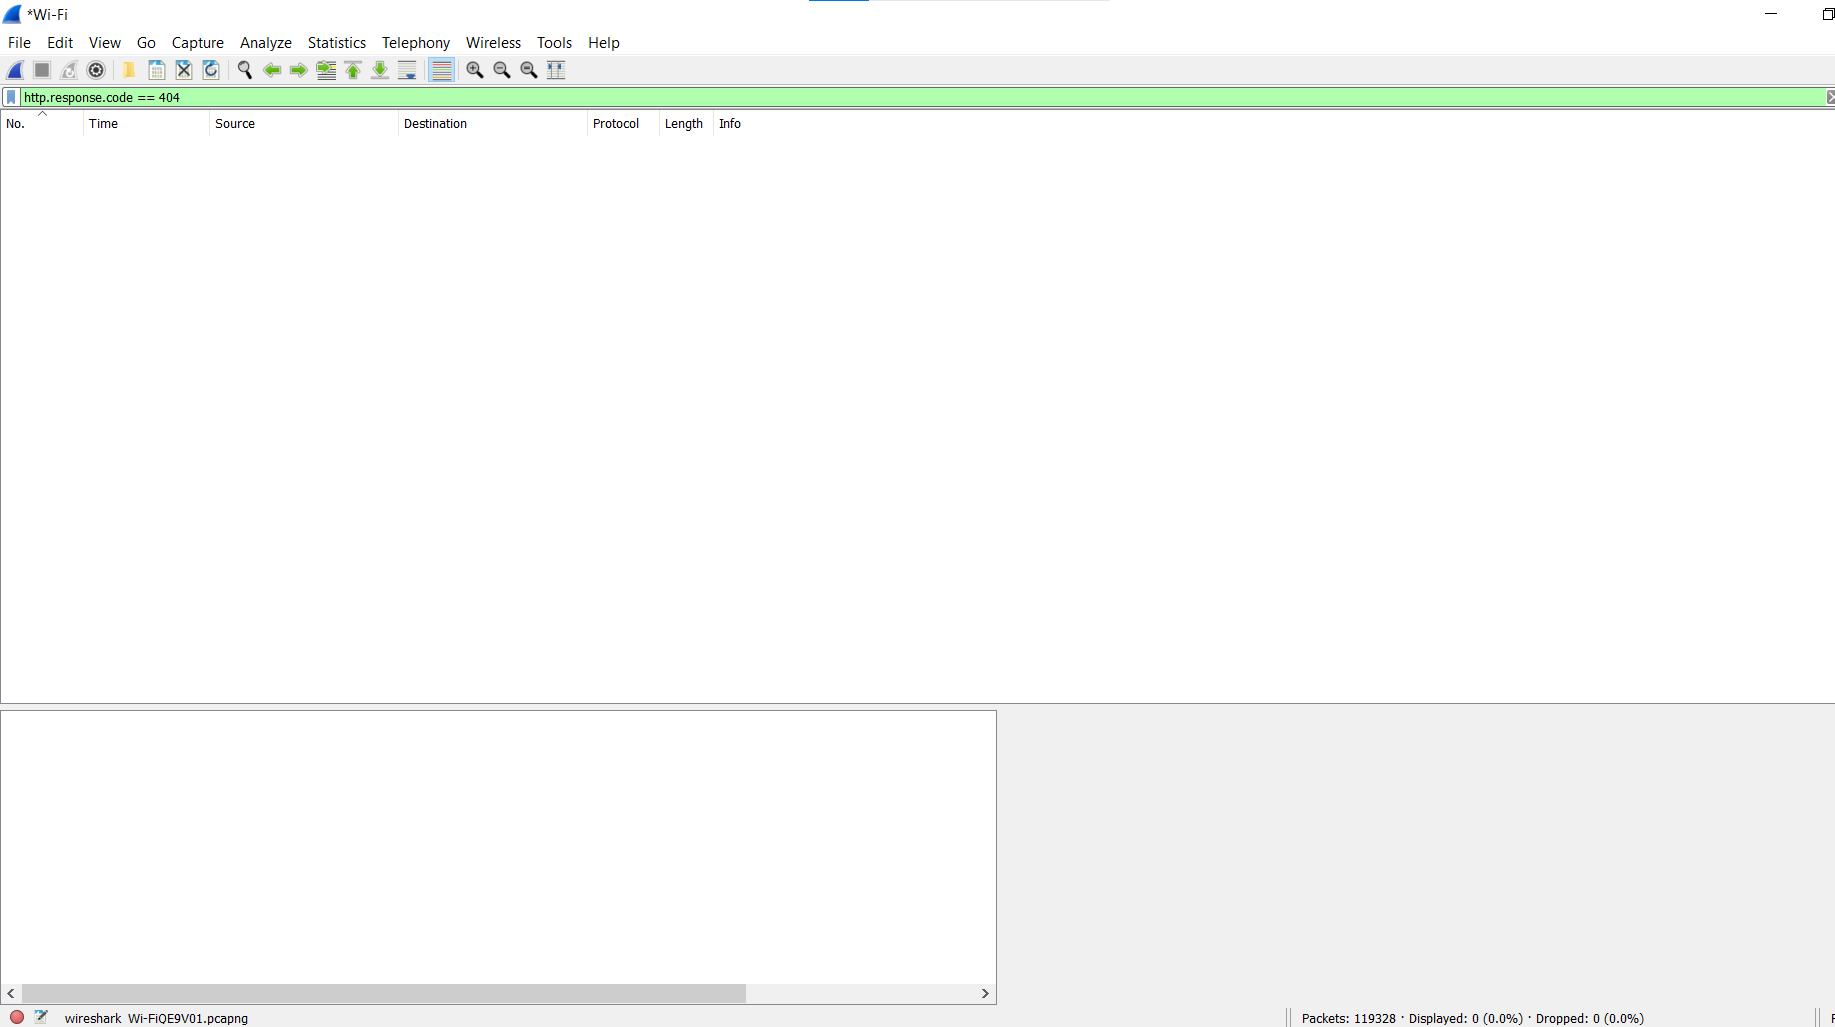 *Wi-Fi
File Edit View Go Capture Analyze Statistics Telephony Wireless Tools Help
http.response.code == 404
No. Time Source Destination Protocol Length Info
wireshark_Wi-FiQE9V01.pcapng Packets: 119328 · Displayed: 0 (0.0%) · Dropped: 0 (0.0%)